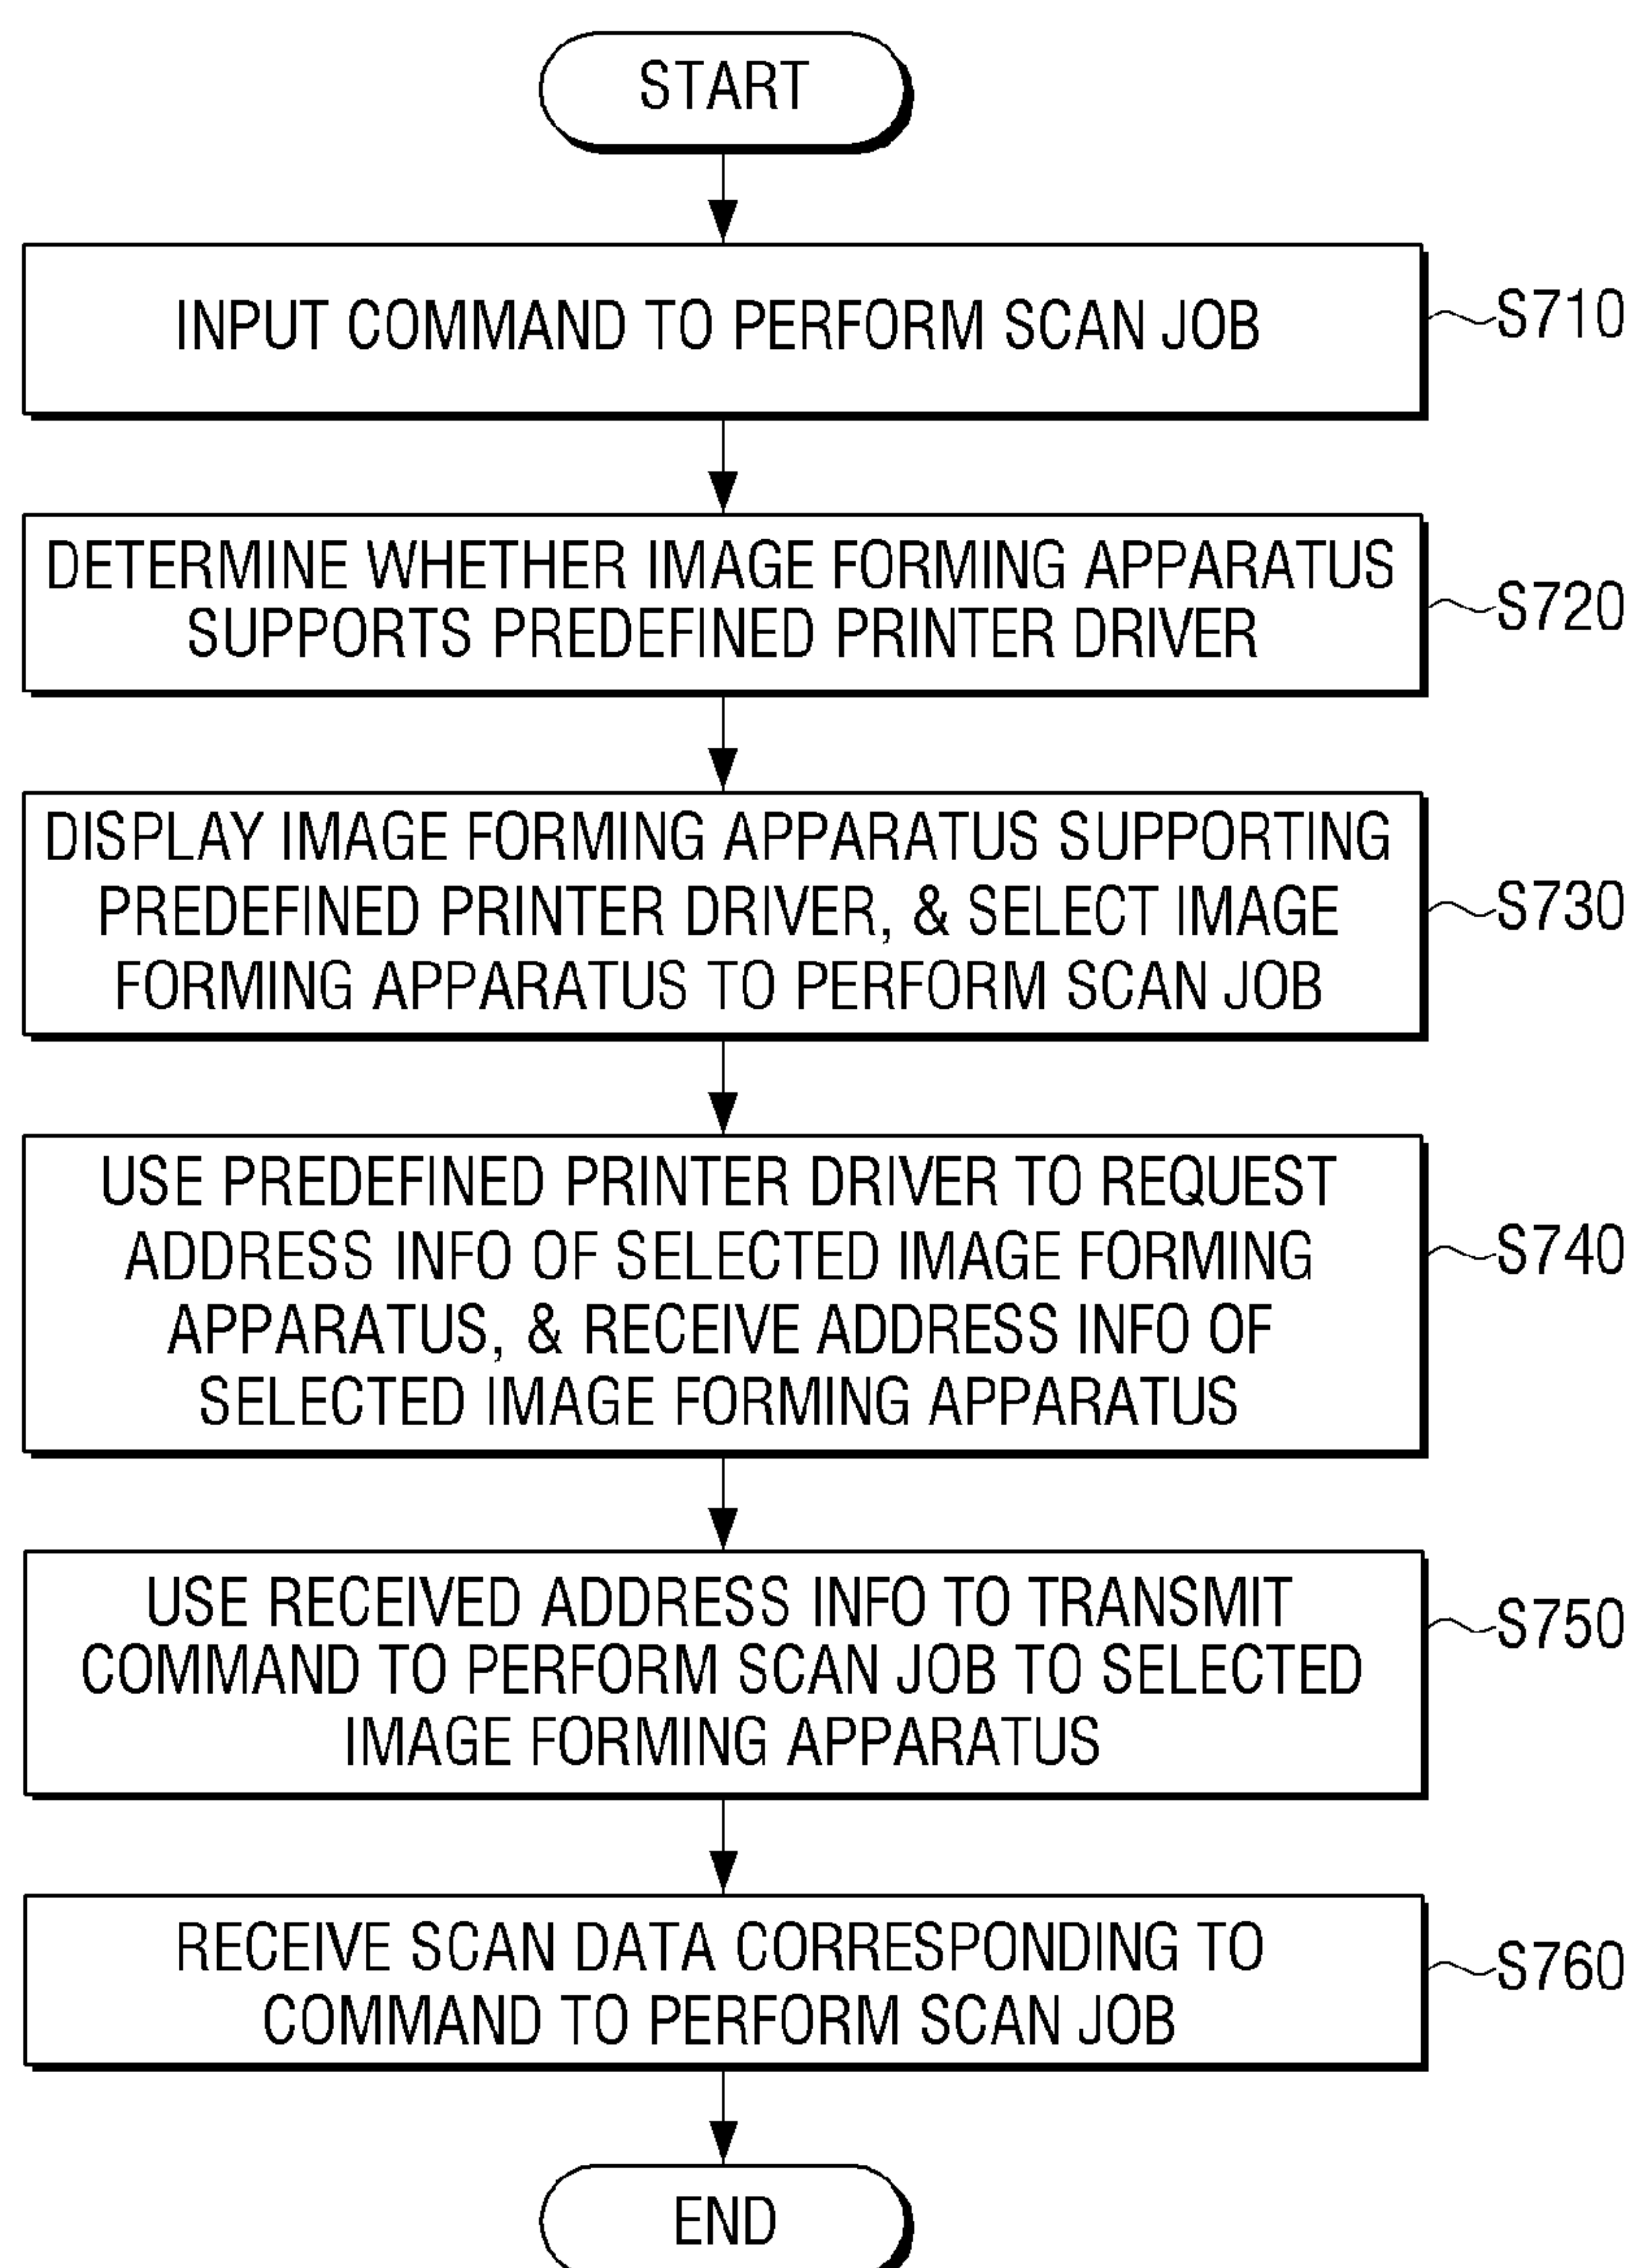 START
INPUT COMMAND TO PERFORM SCAN JOB
S710
DETERMINE WHETHER IMAGE FORMING APPARATUS
SUPPORTS PREDEFINED PRINTER DRIVER
S720
DISPLAY IMAGE FORMING APPARATUS SUPPORTING
PREDEFINED PRINTER DRIVER, & SELECT IMAGE
FORMING APPARATUS TO PERFORM SCAN JOB
S730
USE PREDEFINED PRINTER DRIVER TO REQUEST
ADDRESS INFO OF SELECTED IMAGE FORMING
APPARATUS, & RECEIVE ADDRESS INFO OF
SELECTED IMAGE FORMING APPARATUS
S740
USE RECEIVED ADDRESS INFO TO TRANSMIT
COMMAND TO PERFORM SCAN JOB TO SELECTED
IMAGE FORMING APPARATUS
S750
RECEIVE SCAN DATA CORRESPONDING TO
COMMAND TO PERFORM SCAN JOB
S760
END